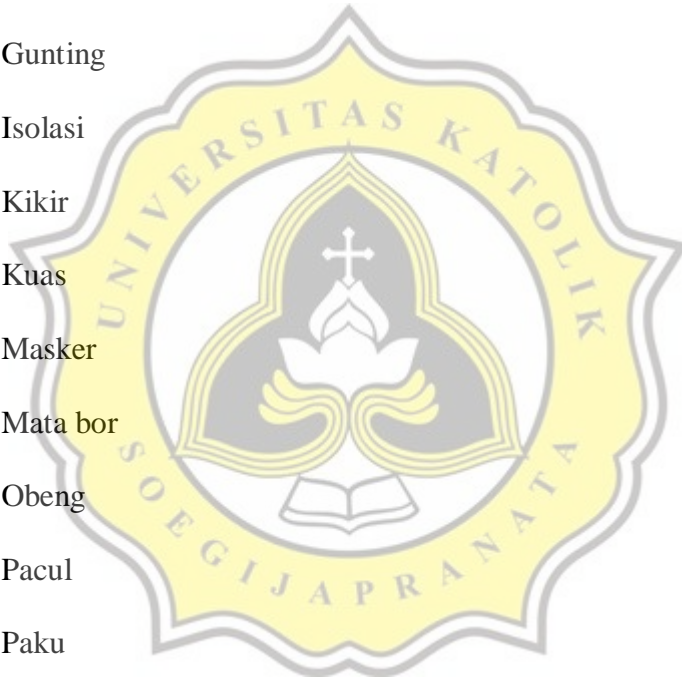 Gunting
Isolasi
Kikir
Kuas
Masker
Mata bor
Obeng
Pacul
Paku
UNIVERSITAS KATOLIK
SOEGIJAPRANATA